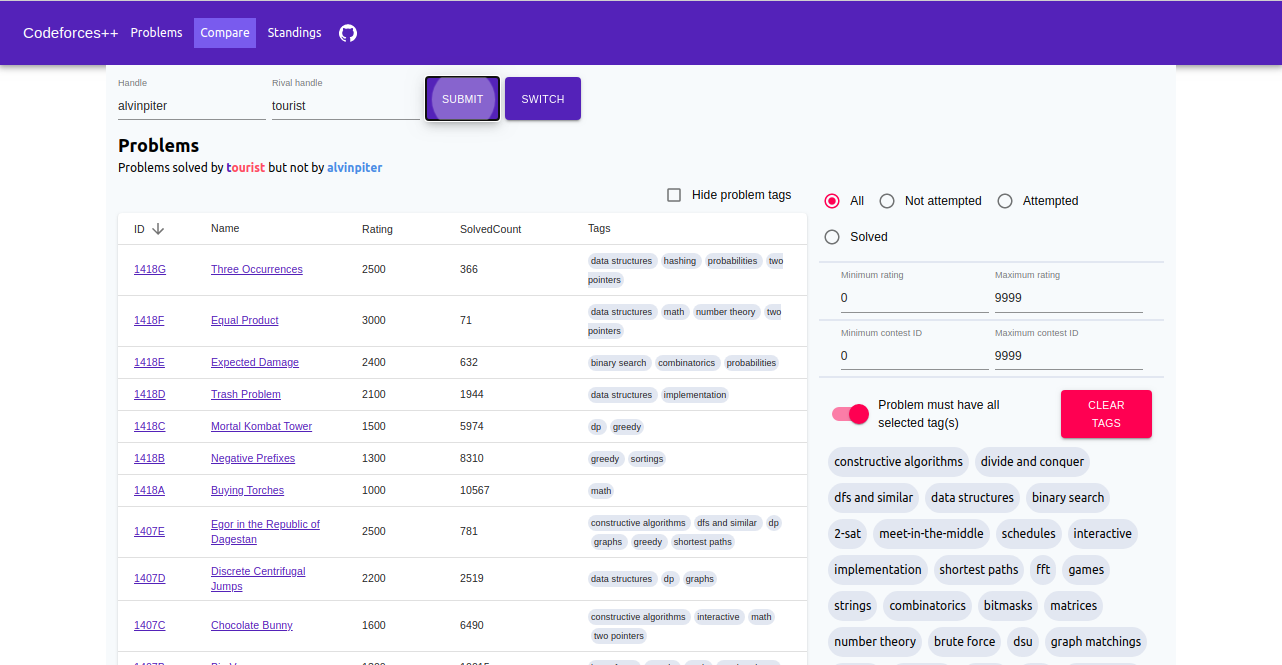 Codeforces++ Problems Compare Standings
Handle Rival handle
alvinpiter tourist SUBMIT SWITCH
Problems
Problems solved by tourist but not by alvinpiter
Hide problem tags
ID Name Rating SolvedCount Tags
1418G Three Occurrences 2500 366 data structures hashing probabilities two
pointers
1418F Equal Product 3000 71 data structures math number theory two
pointers
1418E Expected Damage 2400 632 binary search combinatorics probabilities
1418D Trash Problem 2100 1944 data structures implementation
1418C Mortal Kombat Tower 1500 5974 dp greedy
1418B Negative Prefixes 1300 8310 greedy sortings
1418A Buying Torches 1000 10567 math
1407E Egor in the Republic of
Dagestan 2500 781 constructive algorithms dfs and similar dp
graphs greedy shortest paths
1407D Discrete Centrifugal
Jumps 2200 2519 data structures dp graphs
1407C Chocolate Bunny 1600 6490 constructive algorithms interactive math
two pointers
All Not attempted Attempted
Solved
Minimum rating Maximum rating
0 9999
Minimum contest ID Maximum contest ID
0 9999
Problem must have all
selected tag(s)
CLEAR
TAGS
constructive algorithms divide and conquer
dfs and similar data structures binary search
2-sat meet-in-the-middle schedules interactive
implementation shortest paths fft games
strings combinatorics bitmasks matrices
number theory brute force dsu graph matchings